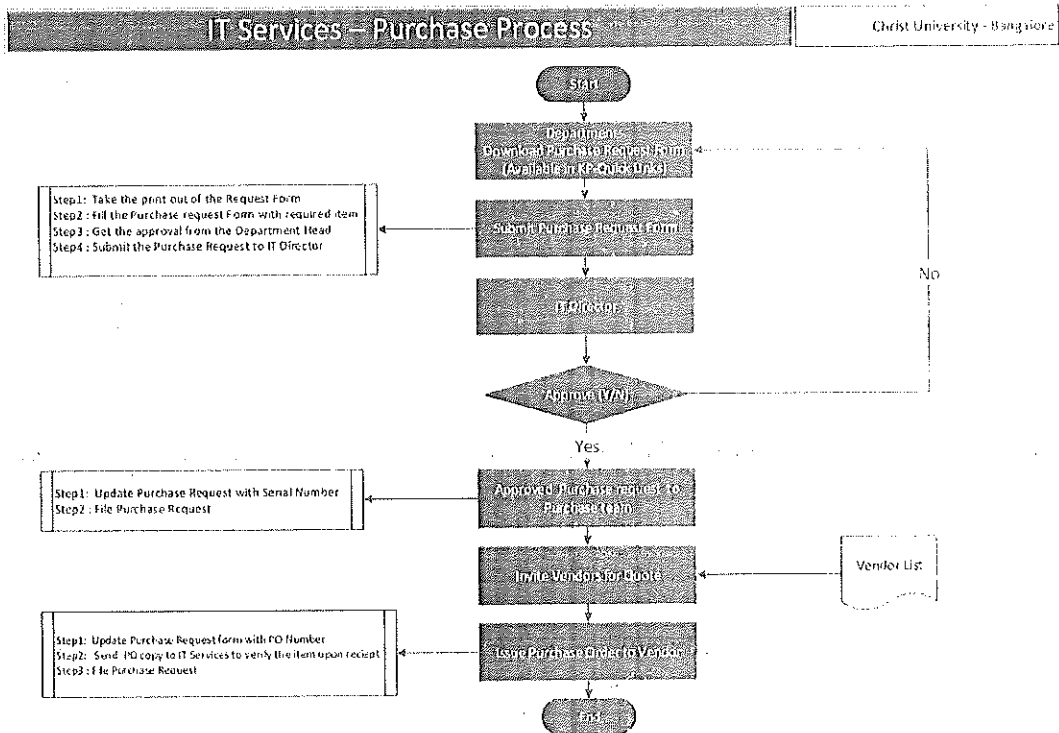 IT Services – Purchase Process
Christ University - Bangalore
Start
Department
Download Purchase Request Form
(Available in KP-Quick Links)
Step1: Take the print out of the Request Form
Step2 : Fill the Purchase request Form with required item
Step3 : Get the approval from the Department Head
Step4 : Submit the Purchase Request to IT Director
Submit Purchase Request Form
No
IT Director
Approve (Y/N)
Yes
Step1: Update Purchase Request with Serial Number
Step2 : File Purchase Request
Approved Purchase request to
Purchase team
Invite Vendors for Quote
Vendor List
Step1: Update Purchase Request form with PO Number
Step2: Send PO copy to IT Services to verify the item upon reciept
Step3 : File Purchase Request
Issue Purchase Order to Vendor
End